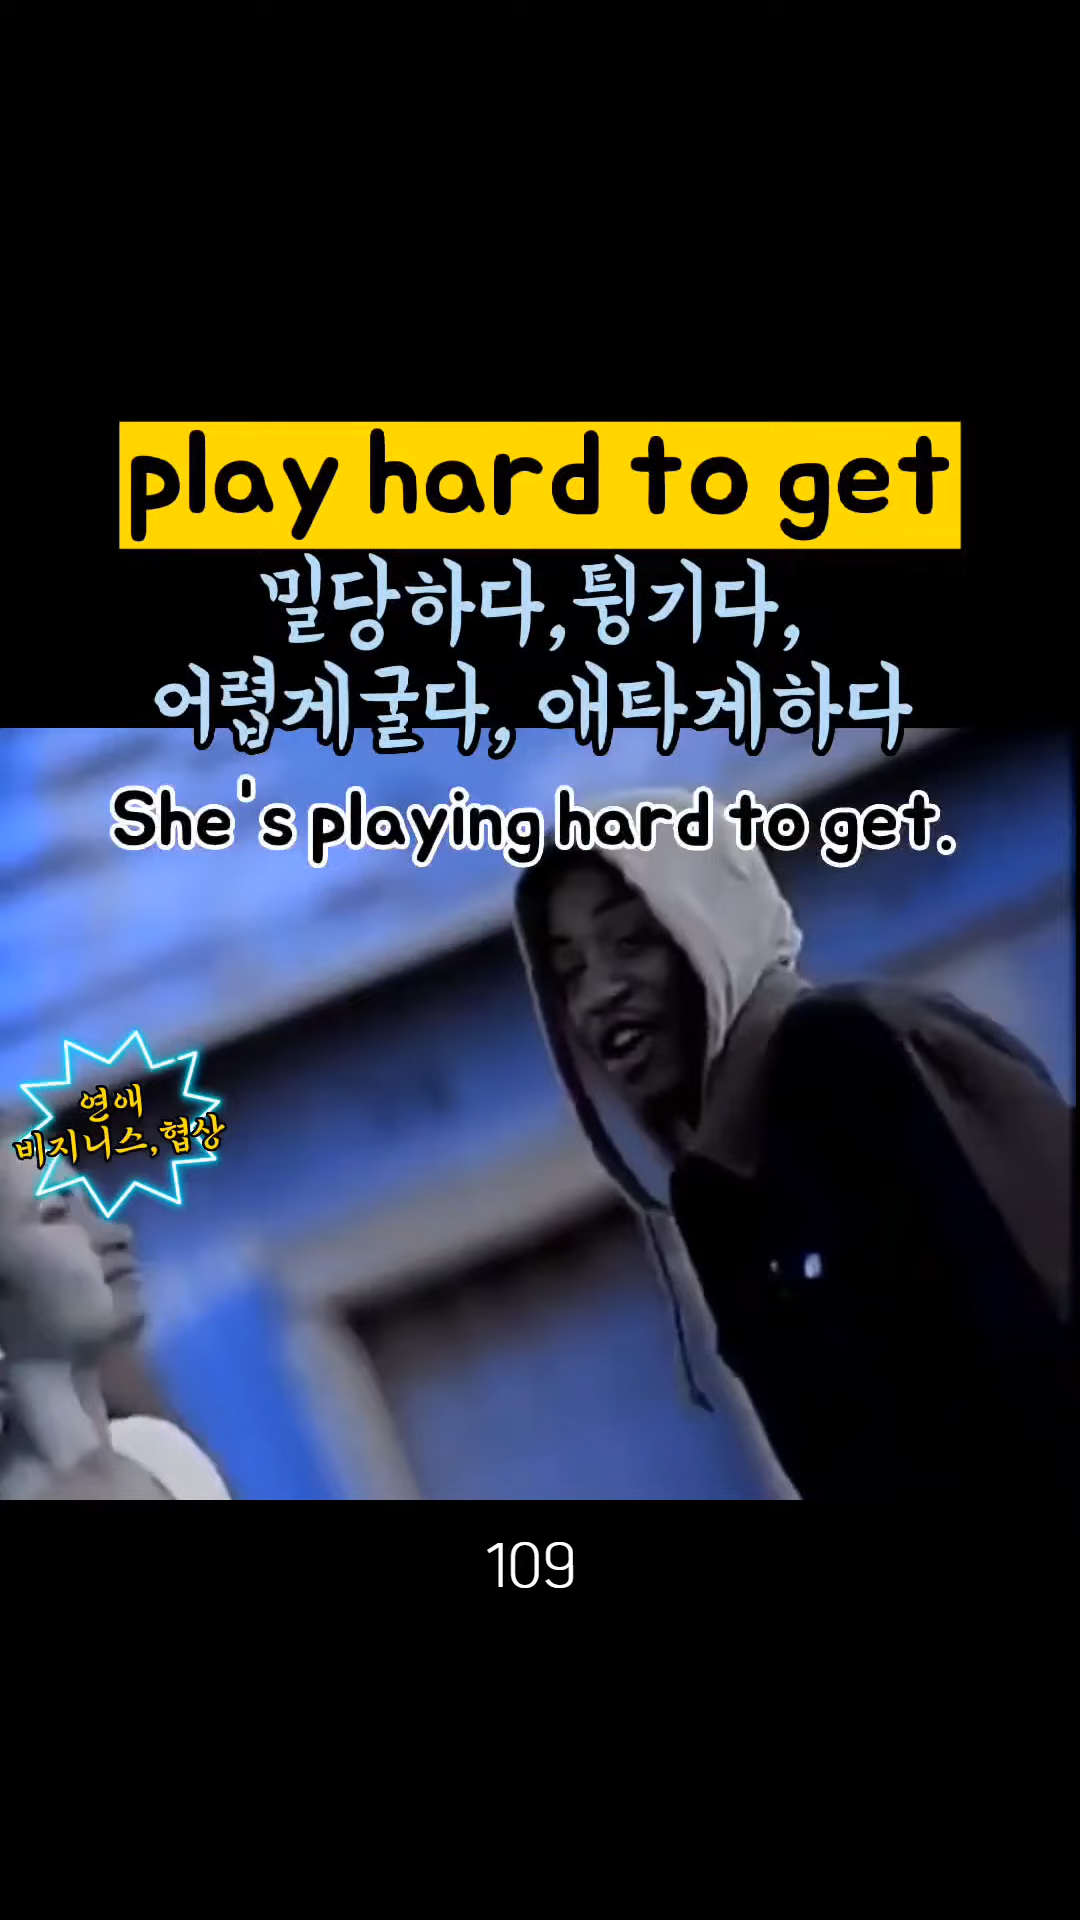 play hard to get
밀당하다,튕기다,
어렵게굴다, 애타게하다
She's playing hard to get.
연애
비지니스,협상
109